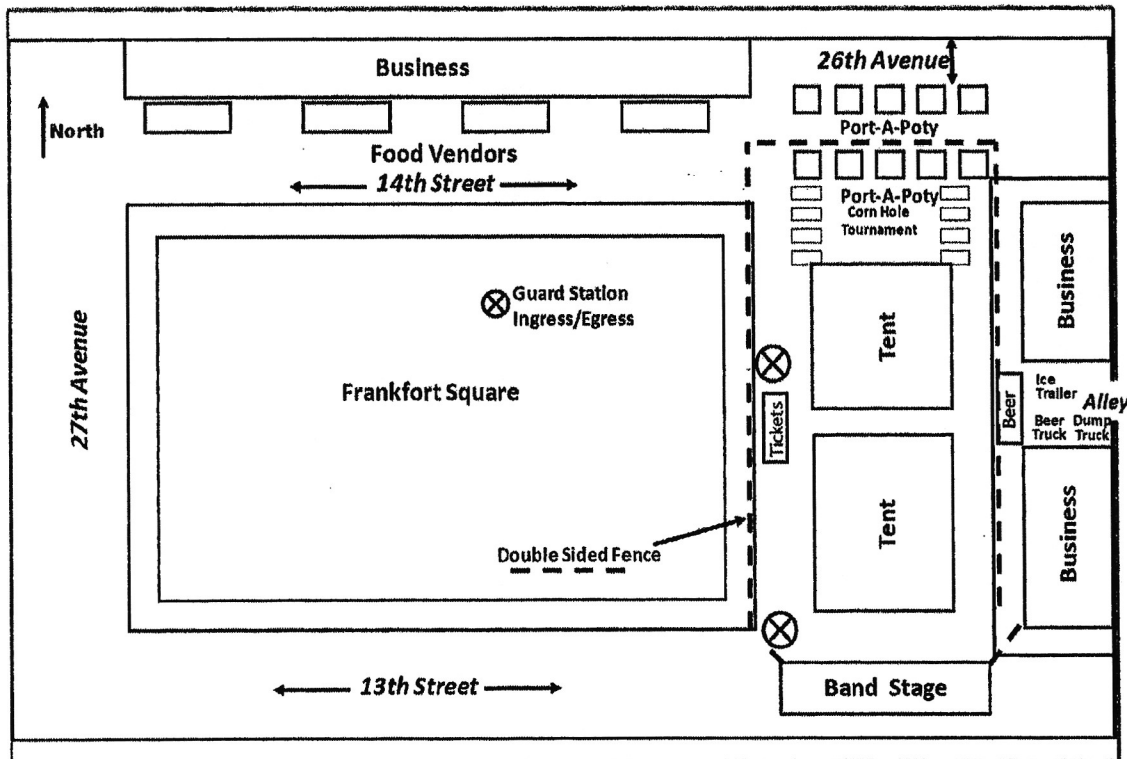 Business
26th Avenue
North
Port-A-Poty
Food Vendors
14th Street
Port-A-Poty
Corn Hole
Tournament
Guard Station
Ingress/Egress
27th Avenue
Frankfort Square
Tent
Tickets
Tent
Business
Beer
Ice
Trailer
Alley
Beer Dump
Truck Truck
Business
Double Sided Fence
13th Street
Band Stage